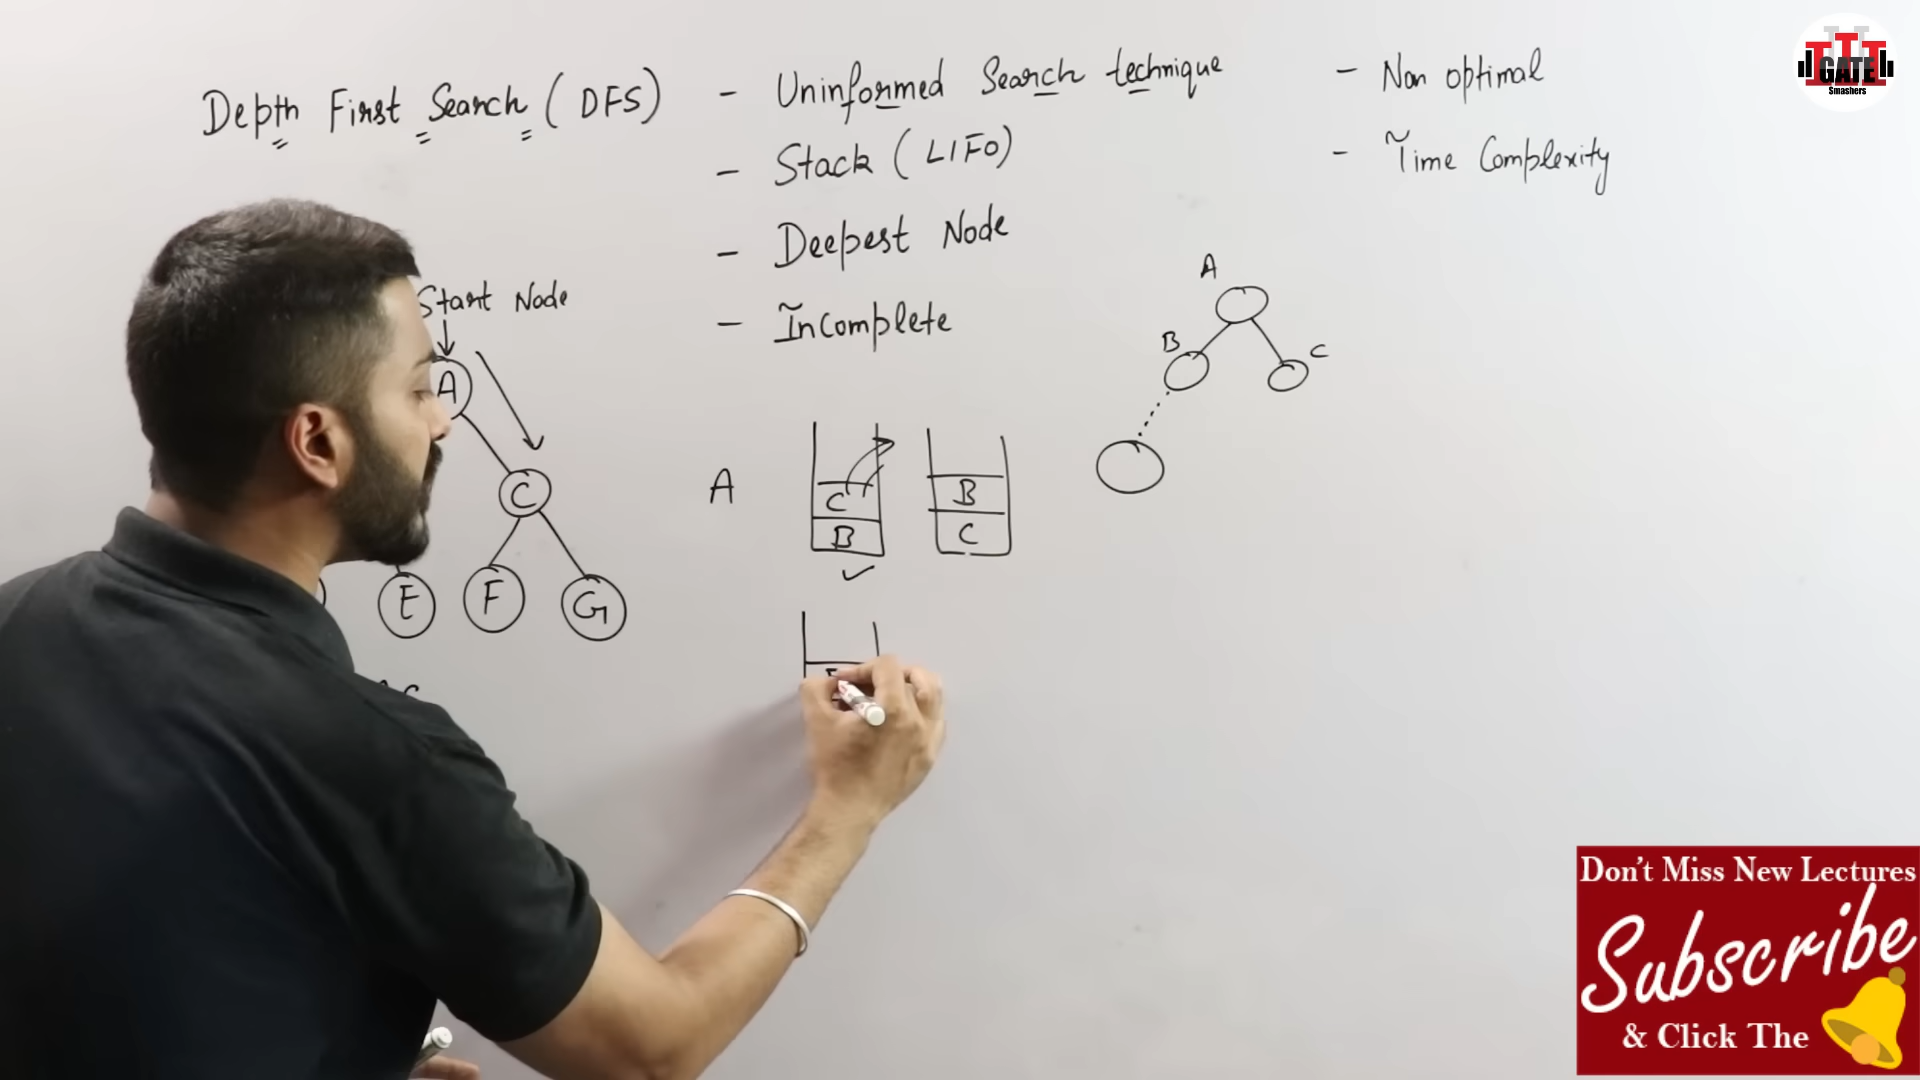 Depth First Search (DFS)
- Uninformed Search technique
- Stack (LIFO)
- Deepest Node
- Incomplete
- Non optimal
- Time Complexity
Start Node
A
C
E
F
G
A
C
B
B
C
A
B
C
GATE
Smashers
Don't Miss New Lectures
Subscribe
& Click The